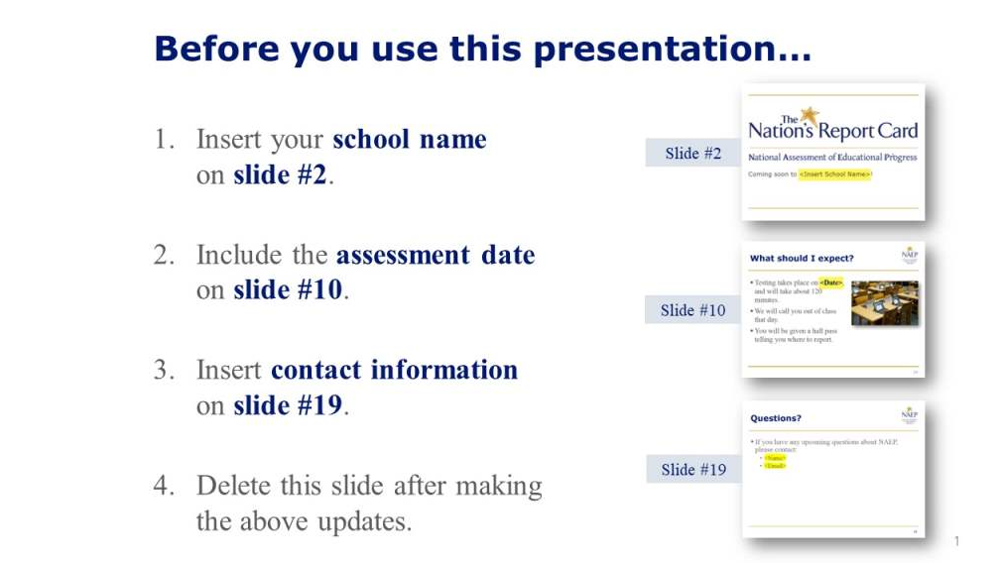 Before you use this presentation...
1. Insert your school name
on slide #2.
2. Include the assessment date
on slide #10.
3. Insert contact information
on slide #19.
4. Delete this slide after making
the above updates.
Slide #2
The
Nation's Report Card
National Assessment of Educational Progress
Coming soon to <Insert School Name>!
Slide #10
What should I expect?
NAEP
• Testing takes place on <Date>
and will take about 120
minutes.
• We will call you out of class
that day.
• You will be given a hall pass
telling you where to report.
Slide #19
Questions?
NAEP
• If you have any upcoming questions about NAEP,
please contact:
• <Name>
• <Email>
1